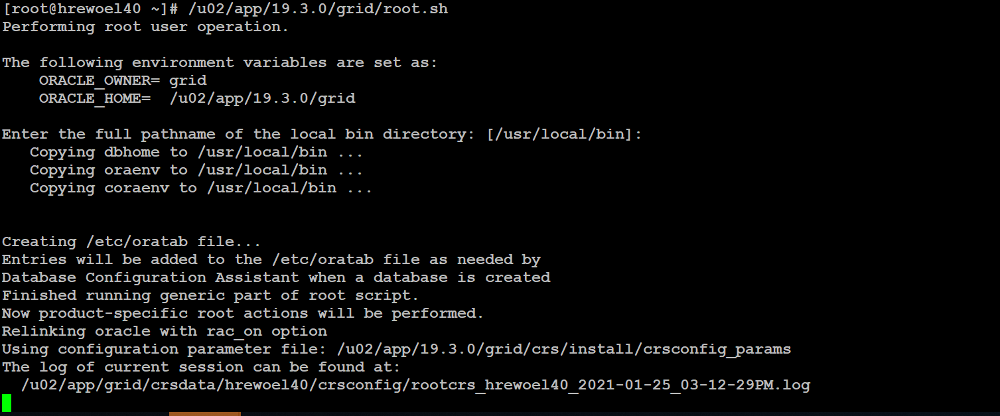 [root@hrewoel40 ~]# /u02/app/19.3.0/grid/root.sh
Performing root user operation.
The following environment variables are set as:
ORACLE_OWNER= grid
ORACLE_HOME=  /u02/app/19.3.0/grid
Enter the full pathname of the local bin directory: [/usr/local/bin]:
Copying dbhome to /usr/local/bin ...
Copying oraenv to /usr/local/bin ...
Copying coraenv to /usr/local/bin ...
Creating /etc/oratab file...
Entries will be added to the /etc/oratab file as needed by
Database Configuration Assistant when a database is created
Finished running generic part of root script.
Now product-specific root actions will be performed.
Relinking oracle with rac_on option
Using configuration parameter file: /u02/app/19.3.0/grid/crs/install/crsconfig_params
The log of current session can be found at:
/u02/app/grid/crsdata/hrewoel40/crsconfig/rootcrs_hrewoel40_2021-01-25_03-12-29PM.log